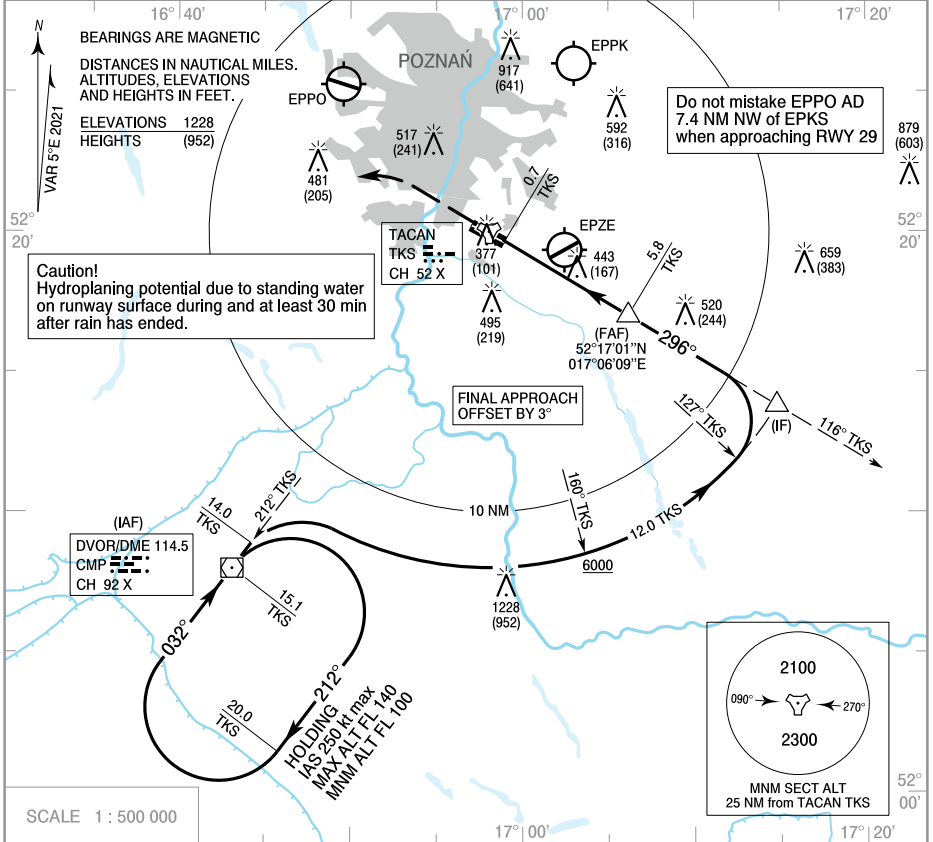 16° 40'
17° 00'
17° 20'
N
VAR 5°E 2021
BEARINGS ARE MAGNETIC
DISTANCES IN NAUTICAL MILES.
ALTITUDES, ELEVATIONS
AND HEIGHTS IN FEET.
ELEVATIONS 1228
HEIGHTS (952)
POZNAŃ
EPPO
EPPK
917
(641)
592
(316)
517
(241)
481
(205)
Do not mistake EPPO AD
7.4 NM NW of EPKS
when approaching RWY 29
879
(603)
52°
20'
52°
20'
0.7
TKS
TACAN
TKS
CH 52 X
377
(101)
EPZE
443
(167)
5.8
TKS
659
(383)
520
(244)
495
(219)
Caution!
Hydroplaning potential due to standing water
on runway surface during and at least 30 min
after rain has ended.
(FAF)
52°17'01"N
017°06'09"E
296°
FINAL APPROACH
OFFSET BY 3°
127° TKS
(IF)
116° TKS
160° TKS
12.0 TKS
10 NM
6000
212° TKS
14.0
TKS
(IAF)
DVOR/DME 114.5
CMP
CH 92 X
15.1
TKS
1228
(952)
032°
212°
20.0
TKS
HOLDING
IAS 250 kt max
MAX ALT FL 140
MNM ALT FL 100
2100
090°
270°
2300
MNM SECT ALT
25 NM from TACAN TKS
52°
00'
SCALE 1 : 500 000
17° 00'
17° 20'